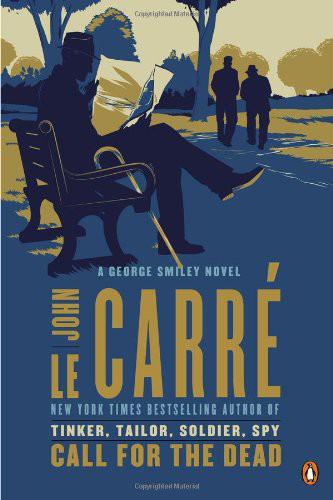 A GEORGE SMILEY NOVEL
JOHN
LE CARRÉ
NEW YORK TIMES BESTSELLING AUTHOR OF
TINKER, TAILOR, SOLDIER, SPY
CALL FOR THE DEAD